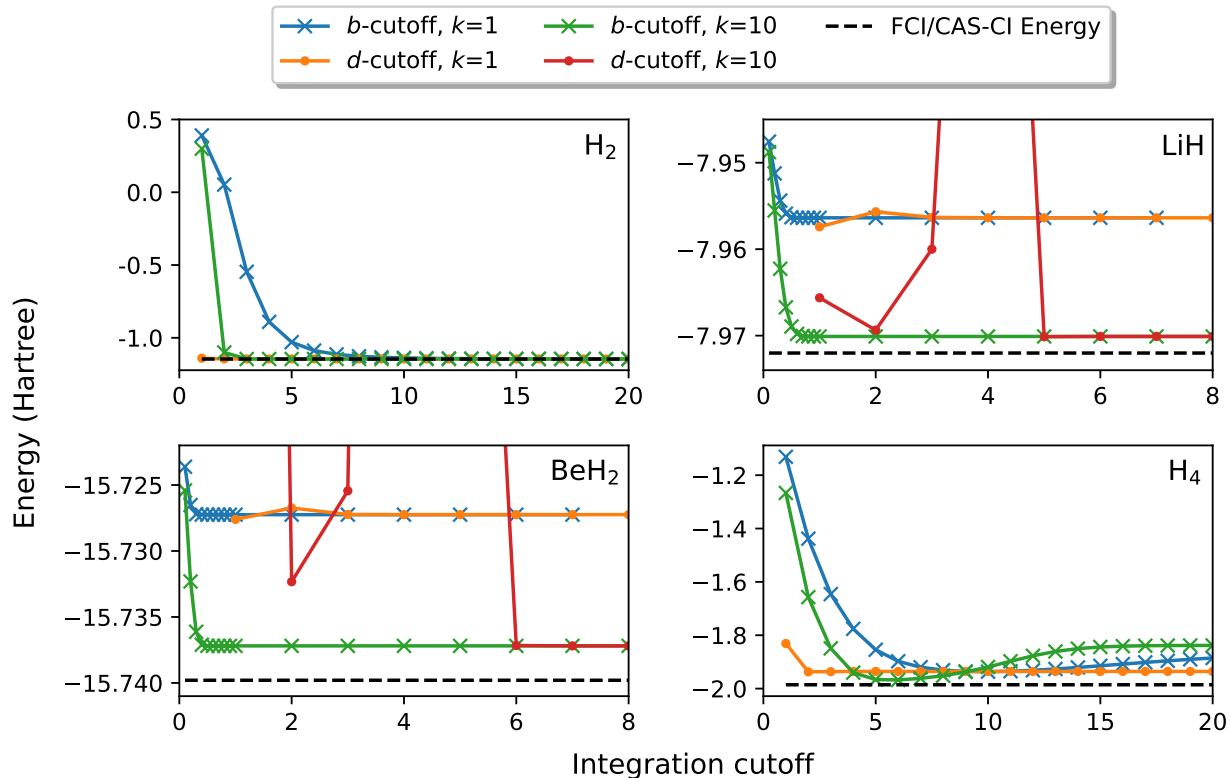 b-cutoff, k=1
b-cutoff, k=10
FCI/CAS-CI Energy
d-cutoff, k=1
d-cutoff, k=10
Energy (Hartree)
0.5
0.0
-0.5
-1.0
0 5 10 15 20
H₂
−7.95
−7.96
−7.97
0 2 4 6 8
LiH
−15.725
−15.730
−15.735
−15.740
0 2 4 6 8
BeH₂
−1.2
−1.4
−1.6
−1.8
−2.0
0 5 10 15 20
H₄
Integration cutoff